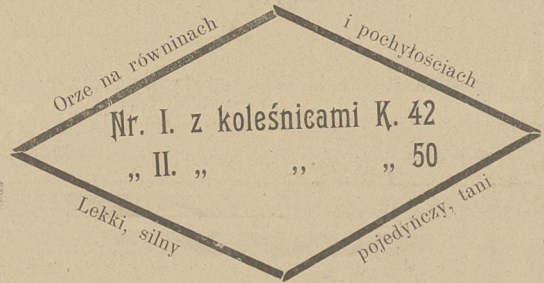 Orze na równinach
i pochyłościach
Nr. I. z koleśnicami K. 42
„ II. „ „ „ 50
Lekki, silny
pojedyńczy, tani